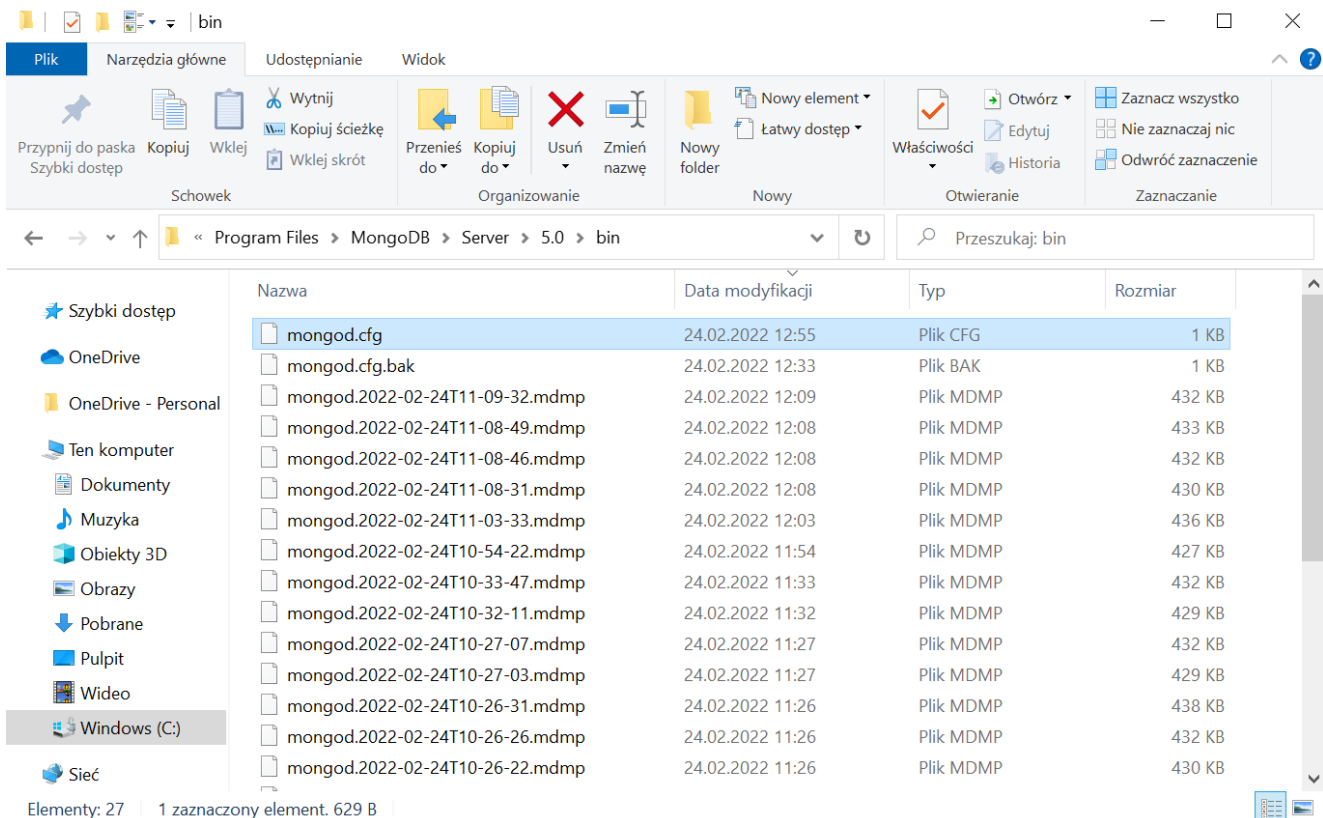 bin
Plik Narzędzia główne Udostępnianie Widok
Przypnij do paska
Szybki dostęp
Kopiuj
Wklej
Wytnij
Kopiuj ścieżkę
Wklej skrót
Schowek
Przenieś
do
Kopiuj
do
Usuń
Zmień
nazwę
Organizowanie
Nowy
folder
Nowy element
Łatwy dostęp
Nowy
Właściwości
Otwórz
Edytuj
Historia
Otwieranie
Zaznacz wszystko
Nie zaznaczaj nic
Odwróć zaznaczenie
Zaznaczanie
« Program Files > MongoDB > Server > 5.0 > bin
Przeszukaj: bin
Szybki dostęp
OneDrive
OneDrive - Personal
Ten komputer
Dokumenty
Muzyka
Obiekty 3D
Obrazy
Pobrane
Pulpit
Wideo
Windows (C:)
Sieć
Nazwa Data modyfikacji Typ Rozmiar
mongod.cfg 24.02.2022 12:55 Plik CFG 1 KB
mongod.cfg.bak 24.02.2022 12:33 Plik BAK 1 KB
mongod.2022-02-24T11-09-32.mdmp 24.02.2022 12:09 Plik MDMP 432 KB
mongod.2022-02-24T11-08-49.mdmp 24.02.2022 12:08 Plik MDMP 433 KB
mongod.2022-02-24T11-08-46.mdmp 24.02.2022 12:08 Plik MDMP 432 KB
mongod.2022-02-24T11-08-31.mdmp 24.02.2022 12:08 Plik MDMP 430 KB
mongod.2022-02-24T11-03-33.mdmp 24.02.2022 12:03 Plik MDMP 436 KB
mongod.2022-02-24T10-54-22.mdmp 24.02.2022 11:54 Plik MDMP 427 KB
mongod.2022-02-24T10-33-47.mdmp 24.02.2022 11:33 Plik MDMP 432 KB
mongod.2022-02-24T10-32-11.mdmp 24.02.2022 11:32 Plik MDMP 429 KB
mongod.2022-02-24T10-27-07.mdmp 24.02.2022 11:27 Plik MDMP 432 KB
mongod.2022-02-24T10-27-03.mdmp 24.02.2022 11:27 Plik MDMP 429 KB
mongod.2022-02-24T10-26-31.mdmp 24.02.2022 11:26 Plik MDMP 438 KB
mongod.2022-02-24T10-26-26.mdmp 24.02.2022 11:26 Plik MDMP 432 KB
mongod.2022-02-24T10-26-22.mdmp 24.02.2022 11:26 Plik MDMP 430 KB
Elementy: 27 1 zaznaczony element. 629 B